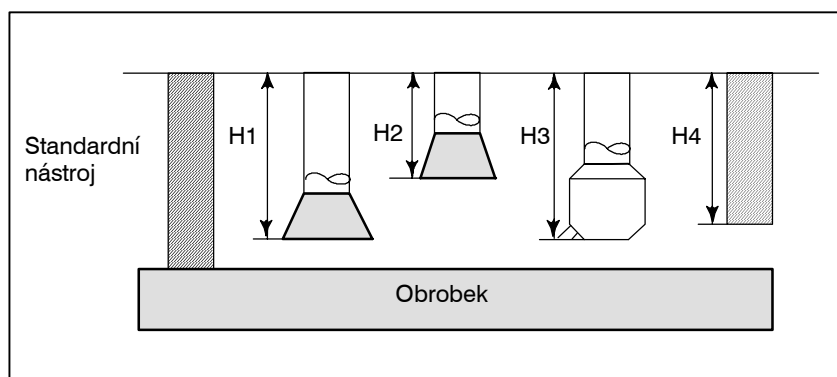 Standardní
nástroj
H1
H2
H3
H4
Obrobek